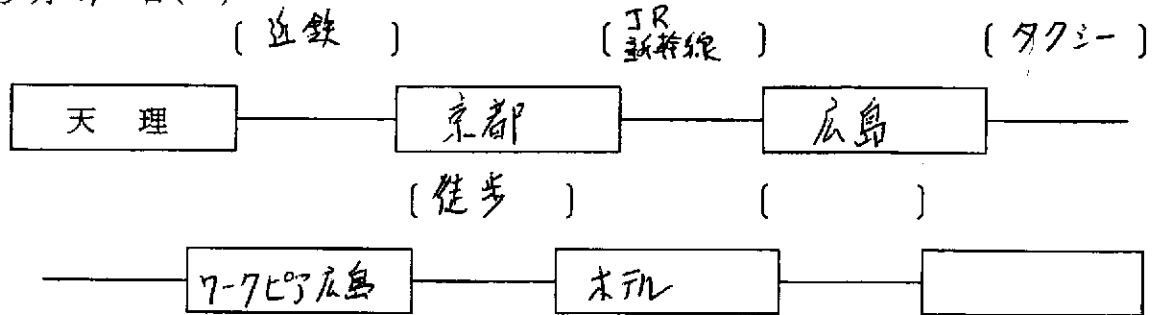 〔 近鉄 〕 〔 JR 新幹線 〕 〔 タクシー 〕
天理 京都 広島
〔 徒歩 〕 〔 〕
ワークピア広島 ホテル